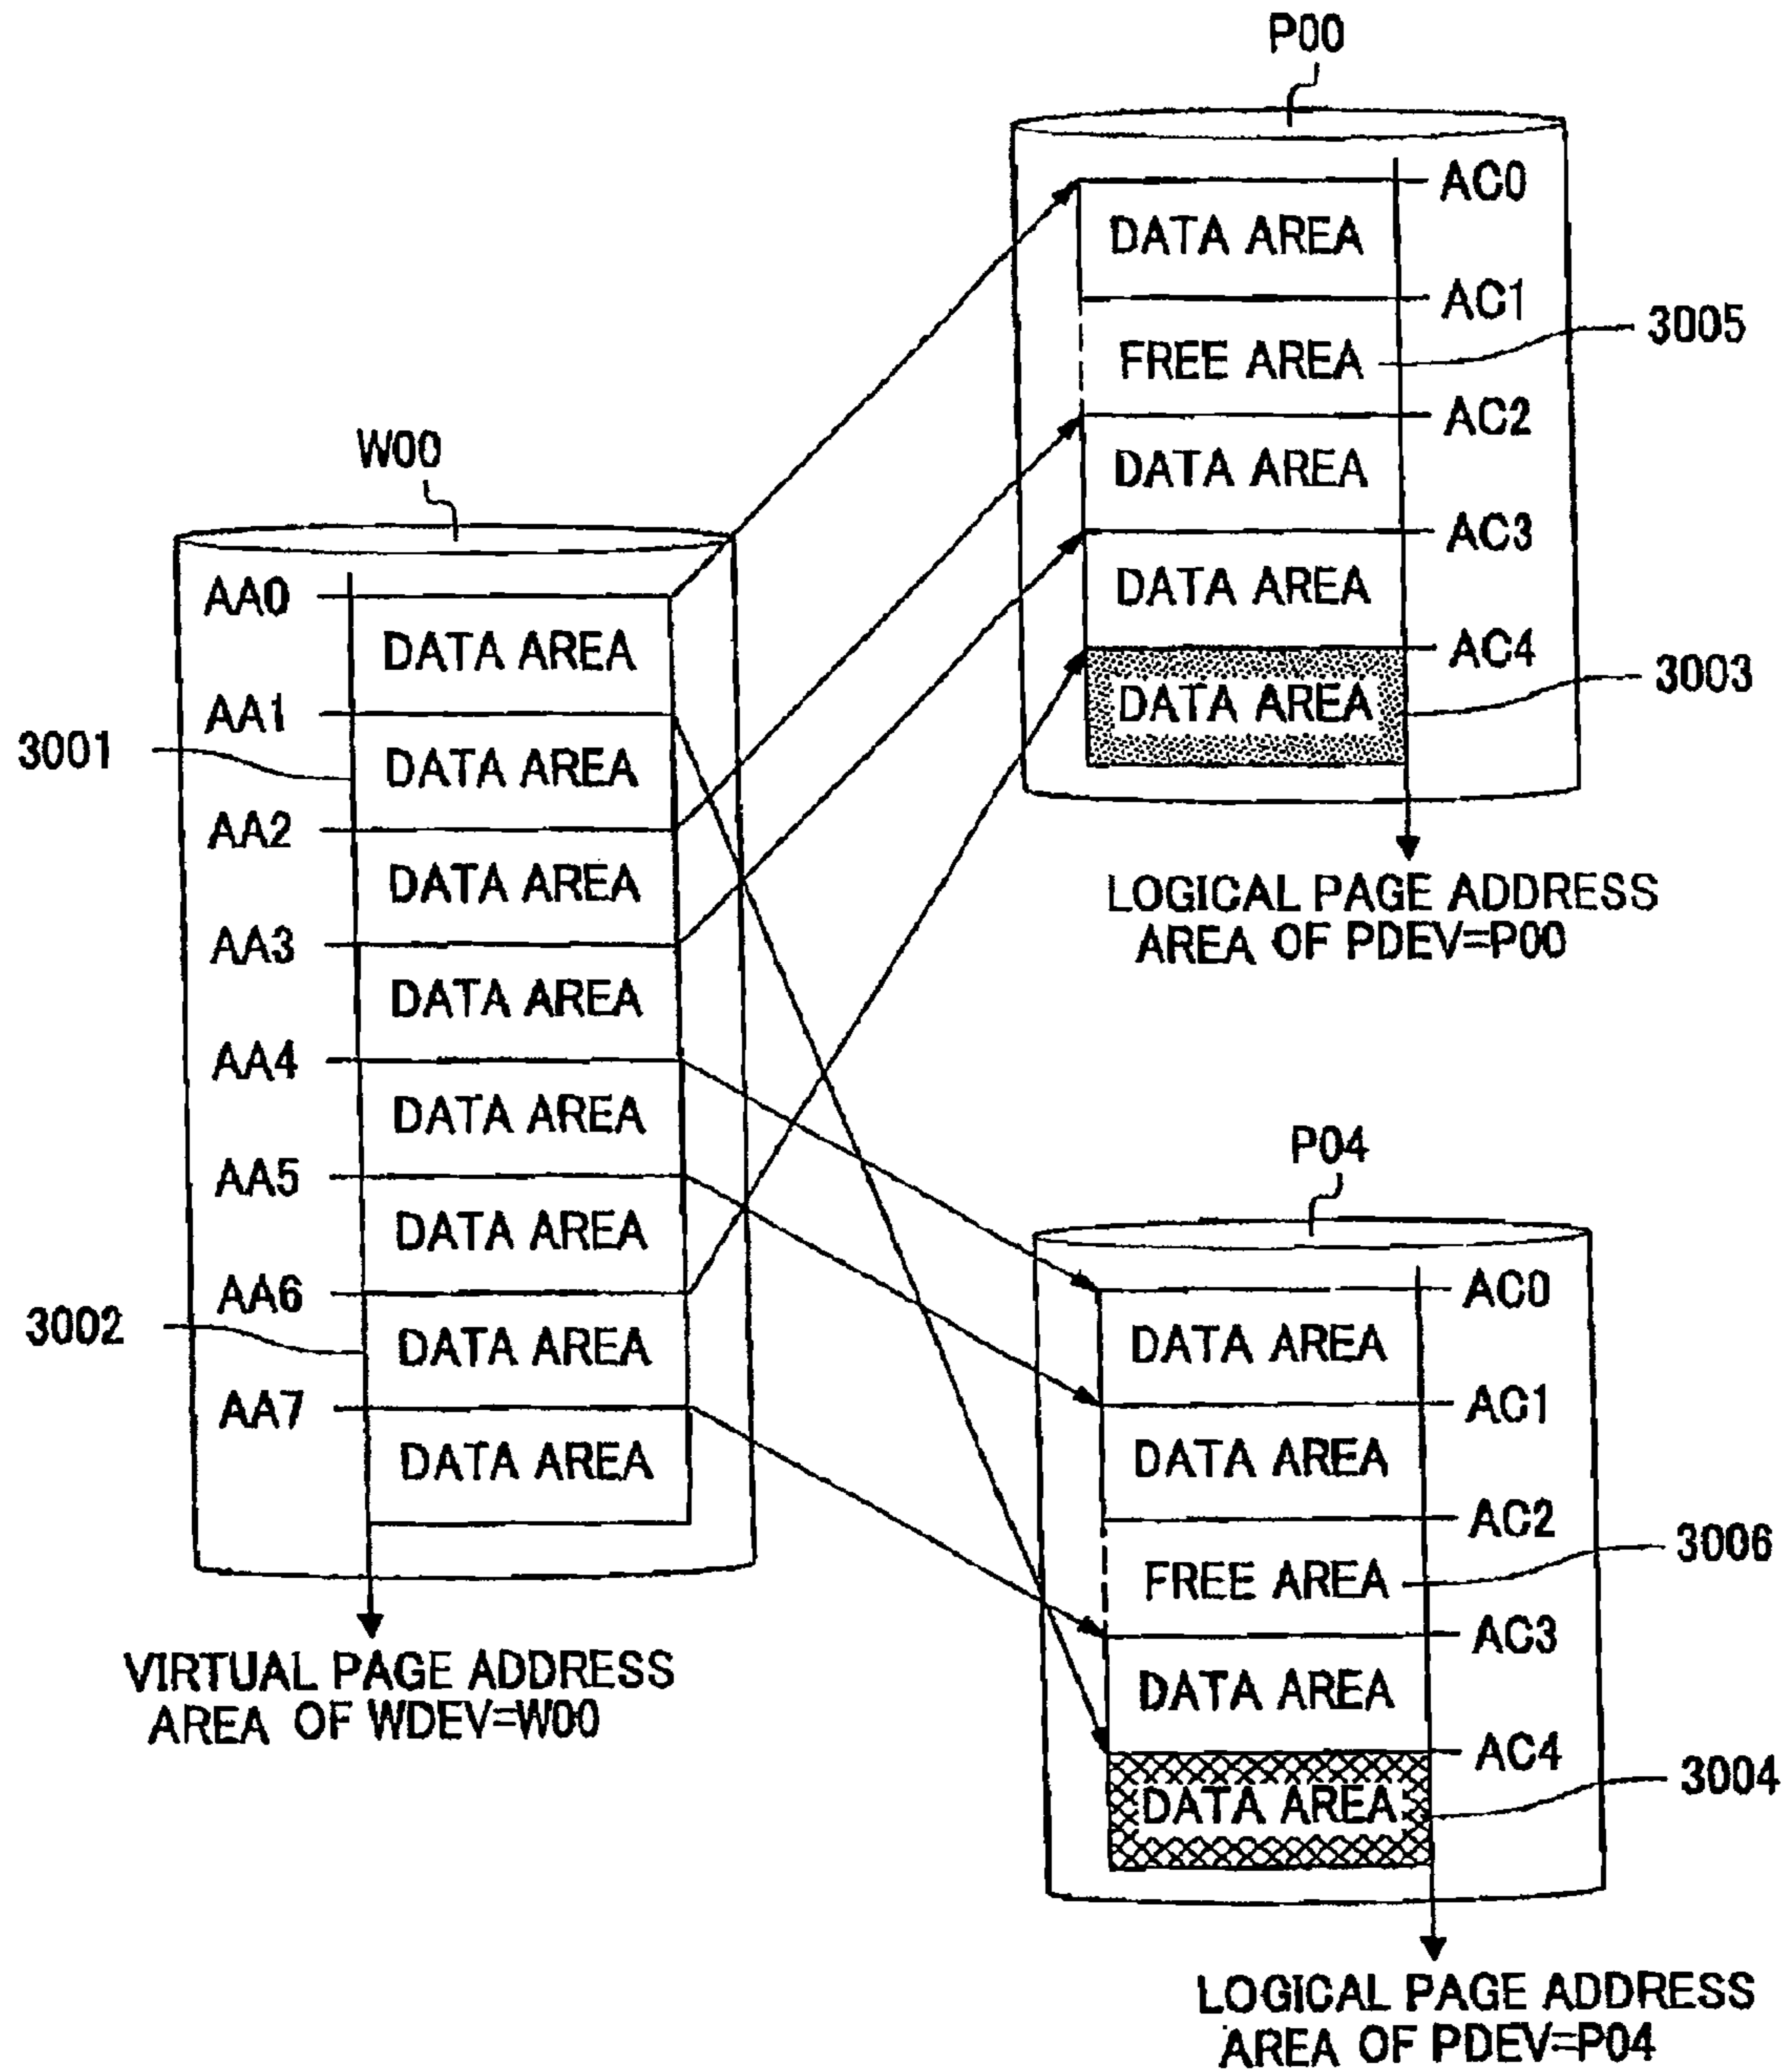 P00
AC0
DATA AREA
AC1
3005
FREE AREA
AC2
DATA AREA
AC3
DATA AREA
AC4
3003
DATA AREA
LOGICAL PAGE ADDRESS
AREA OF PDEV=P00
W00
AA0
DATA AREA
AA1
3001
DATA AREA
AA2
DATA AREA
AA3
DATA AREA
AA4
DATA AREA
AA5
DATA AREA
AA6
3002
DATA AREA
AA7
DATA AREA
VIRTUAL PAGE ADDRESS
AREA OF WDEV=W00
P04
AC0
DATA AREA
AC1
DATA AREA
AC2
3006
FREE AREA
AC3
DATA AREA
AC4
3004
DATA AREA
LOGICAL PAGE ADDRESS
AREA OF PDEV=P04